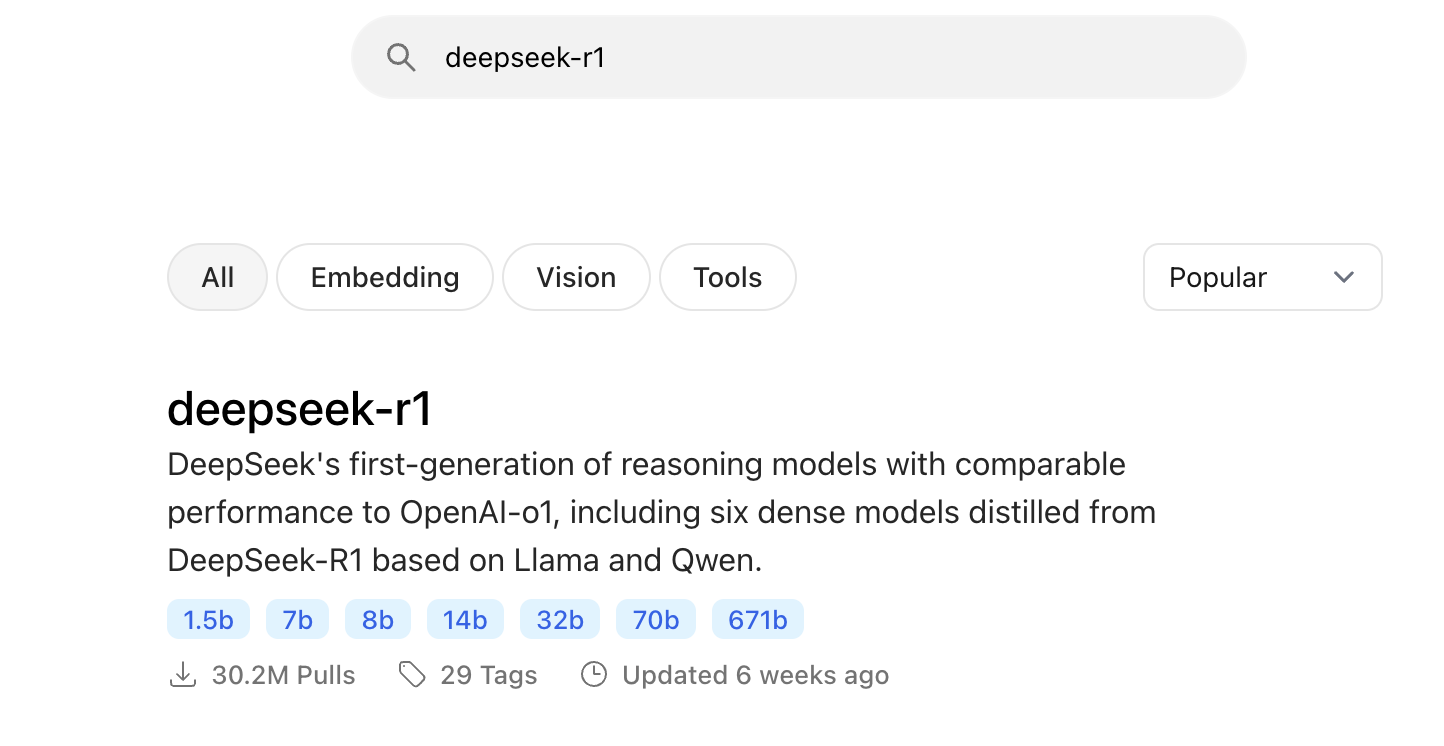 deepseek-r1
All Embedding Vision Tools Popular
deepseek-r1
DeepSeek's first-generation of reasoning models with comparable
performance to OpenAI-o1, including six dense models distilled from
DeepSeek-R1 based on Llama and Qwen.
1.5b 7b 8b 14b 32b 70b 671b
30.2M Pulls 29 Tags Updated 6 weeks ago